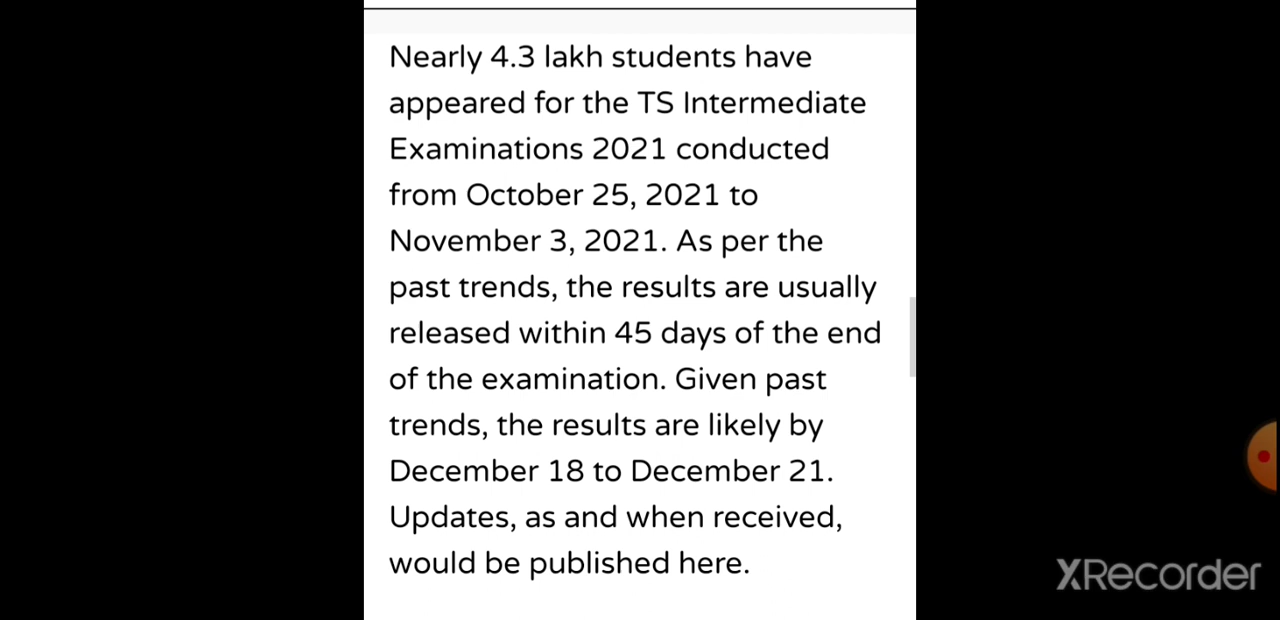 Nearly 4.3 lakh students have
appeared for the TS Intermediate
Examinations 2021 conducted
from October 25, 2021 to
November 3, 2021. As per the
past trends, the results are usually
released within 45 days of the end
of the examination. Given past
trends, the results are likely by
December 18 to December 21.
Updates, as and when received,
would be published here.
XRecorder